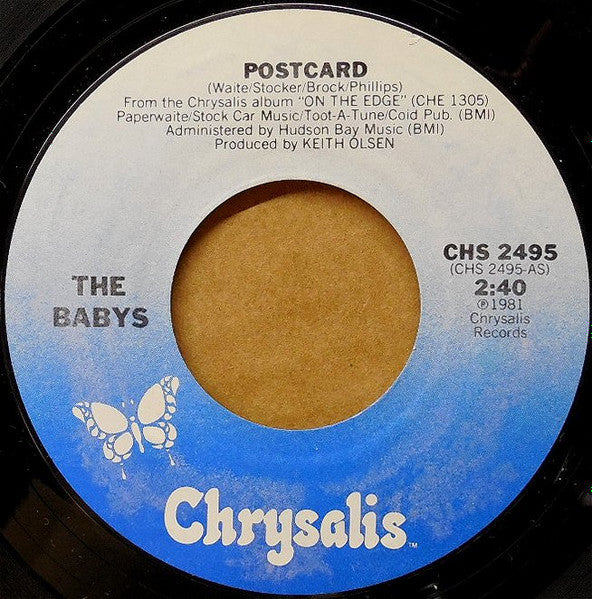 POSTCARD
(Waite/Stocker/Brock/Phillips)
From the Chrysalis album "ON THE EDGE" (CHE 1305)
Paperwaite/Stock Car Music/Toot-A-Tune/Coid Pub. (BMI)
Administered by Hudson Bay Music (BMI)
Produced by KEITH OLSEN
THE
BABYS
CHS 2495
(CHS 2495-AS)
2:40
℗1981
Chrysalis
Records
Chrysalis™